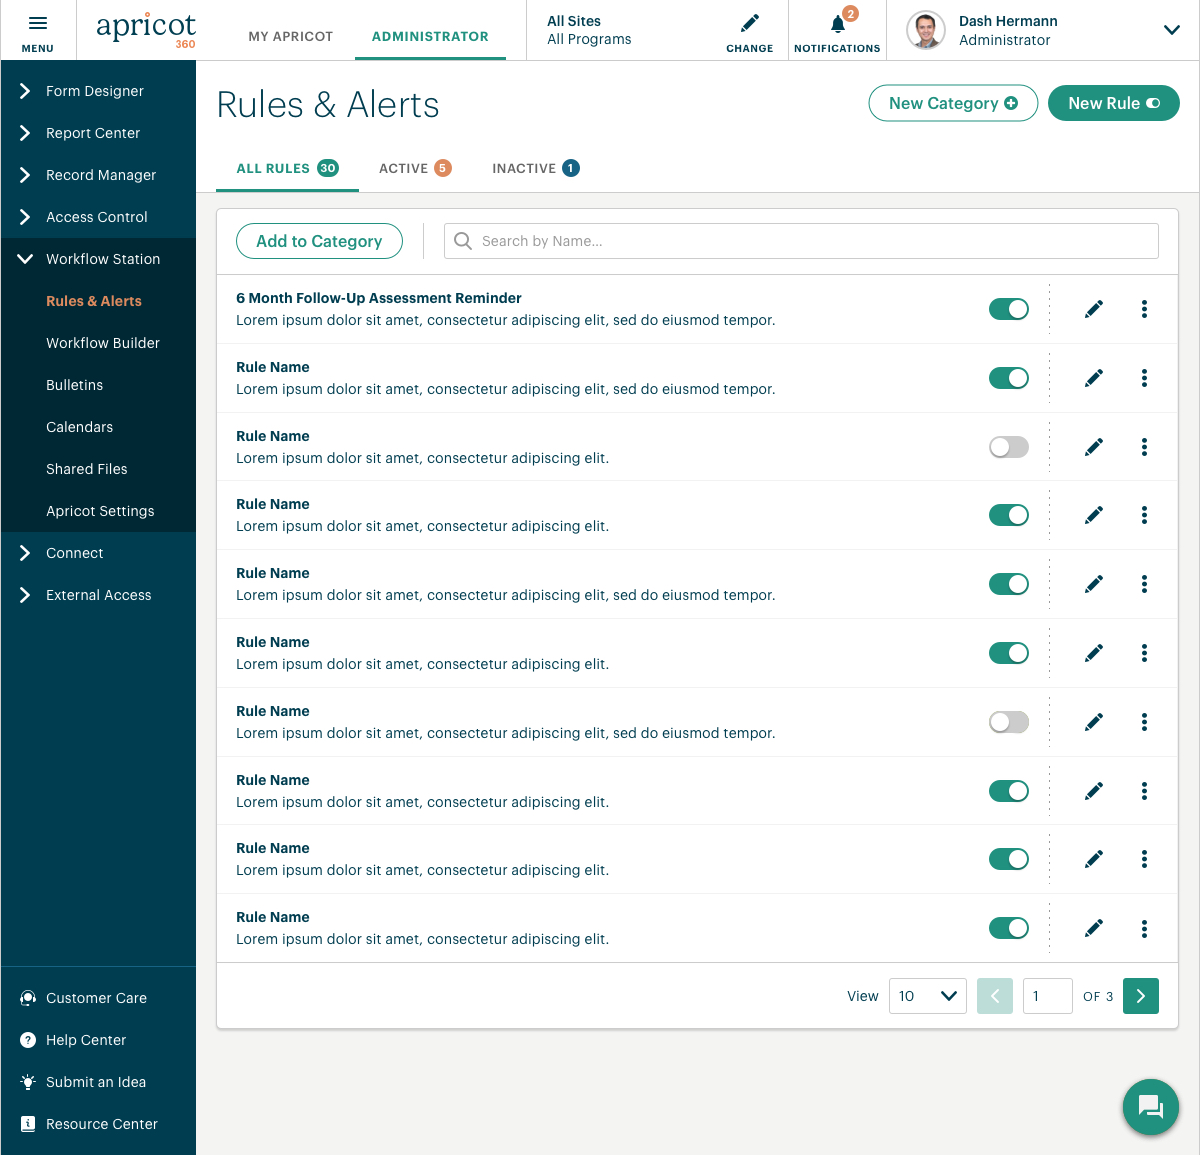 MENU
apricot
360
MY APRICOT
ADMINISTRATOR
All Sites
All Programs
CHANGE
2
NOTIFICATIONS
Dash Hermann
Administrator
Form Designer
Report Center
Record Manager
Access Control
Workflow Station
Rules & Alerts
Workflow Builder
Bulletins
Calendars
Shared Files
Apricot Settings
Connect
External Access
Customer Care
Help Center
Submit an Idea
Resource Center
Rules & Alerts
New Category
New Rule
ALL RULES 30
ACTIVE 5
INACTIVE 1
Add to Category
Search by Name...
6 Month Follow-Up Assessment Reminder
Lorem ipsum dolor sit amet, consectetur adipiscing elit, sed do eiusmod tempor.
Rule Name
Lorem ipsum dolor sit amet, consectetur adipiscing elit, sed do eiusmod tempor.
Rule Name
Lorem ipsum dolor sit amet, consectetur adipiscing elit.
Rule Name
Lorem ipsum dolor sit amet, consectetur adipiscing elit.
Rule Name
Lorem ipsum dolor sit amet, consectetur adipiscing elit, sed do eiusmod tempor.
Rule Name
Lorem ipsum dolor sit amet, consectetur adipiscing elit.
Rule Name
Lorem ipsum dolor sit amet, consectetur adipiscing elit, sed do eiusmod tempor.
Rule Name
Lorem ipsum dolor sit amet, consectetur adipiscing elit.
Rule Name
Lorem ipsum dolor sit amet, consectetur adipiscing elit.
Rule Name
Lorem ipsum dolor sit amet, consectetur adipiscing elit.
View 10 1 OF 3